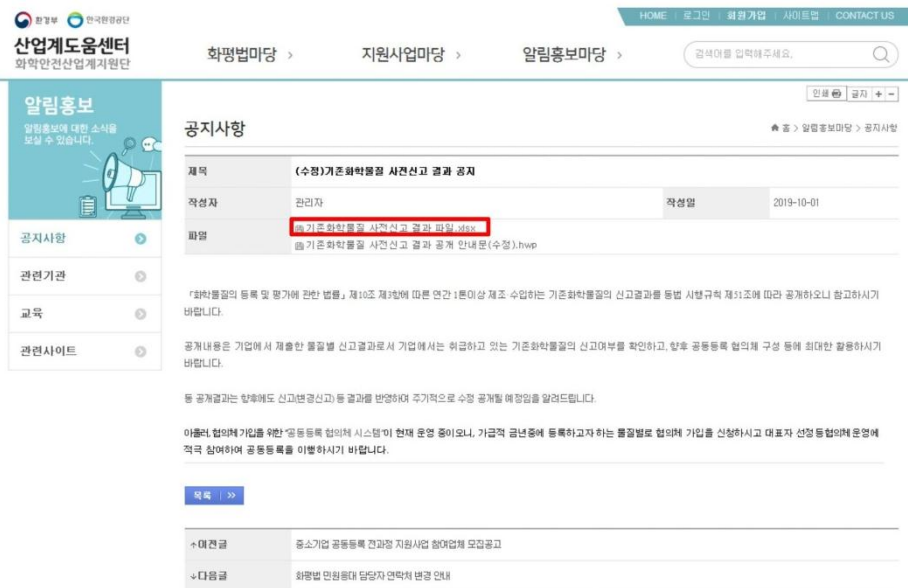 환경부 한국환경공단
HOME 로그인 회원가입 사이트맵 CONTACT US
산업계도움센터
화학안전산업계지원단
화평법마당 >
지원사업마당 >
알림홍보마당 >
검색어를 입력해주세요.
인쇄 글자 + -
알림홍보
알림홍보에 대한 소식을
보실 수 있습니다.
공지사항
관련기관
교육
관련사이트
공지사항
홈 > 알림홍보마당 > 공지사항
제목 (수정)기존화학물질 사전신고 결과 공지
작성자 관리자 작성일 2019-10-01
파일 기존화학물질 사전신고 결과 파일.xlsx
기존화학물질 사전신고 결과 공개 안내문(수정).hwp
「화학물질의 등록 및 평가에 관한 법률」 제10조 제3항에 따른 연간 1톤이상 제조·수입하는 기존화학물질의 신고결과를 동법 시행규칙 제51조에 따라 공개하오니 참고하시기
바랍니다.
공개내용은 기업에서 제출한 물질별 신고결과로서 기업에서는 취급하고 있는 기존화학물질의 신고여부를 확인하고, 향후 공동등록 협의체 구성 등에 최대한 활용하시기
바랍니다.
동 공개결과는 향후에도 신고(변경신고) 등 결과를 반영하여 주기적으로 수정 공개될 예정임을 알려드립니다.
아울러, 협의체 가입을 위한 "공동등록 협의체 시스템"이 현재 운영 중이오니, 가급적 금년중에 등록하고자 하는 물질별로 협의체 가입을 신청하시고 대표자 선정 등 협의체 운영에
적극 참여하여 공동등록을 이행하시기 바랍니다.
목록 >>
↑이전글 중소기업 공동등록 전과정 지원사업 참여업체 모집공고
↓다음글 화평법 민원응대 담당자 연락처 변경 안내